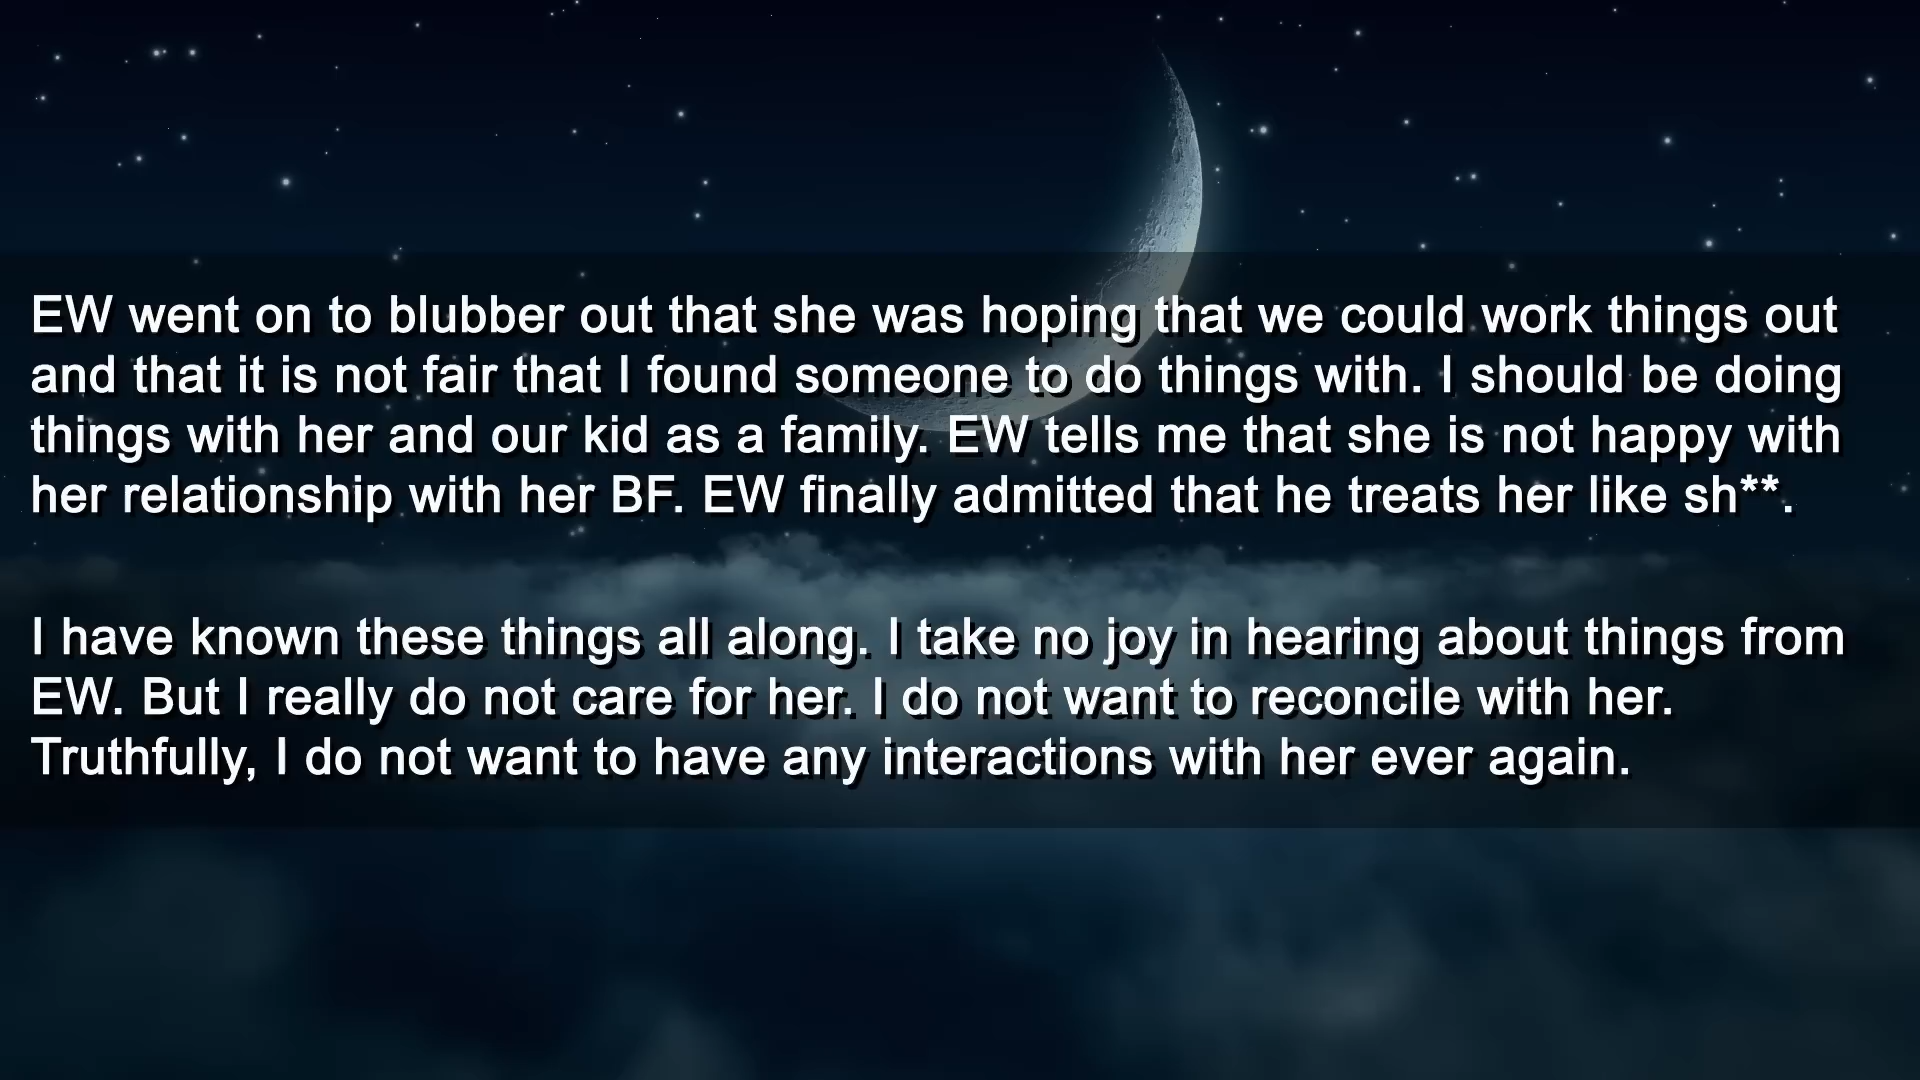 EW went on to blubber out that she was hoping that we could work things out
and that it is not fair that I found someone to do things with. I should be doing
things with her and our kid as a family. EW tells me that she is not happy with
her relationship with her BF. EW finally admitted that he treats her like sh**.
I have known these things all along. I take no joy in hearing about things from
EW. But I really do not care for her. I do not want to reconcile with her.
Truthfully, I do not want to have any interactions with her ever again.